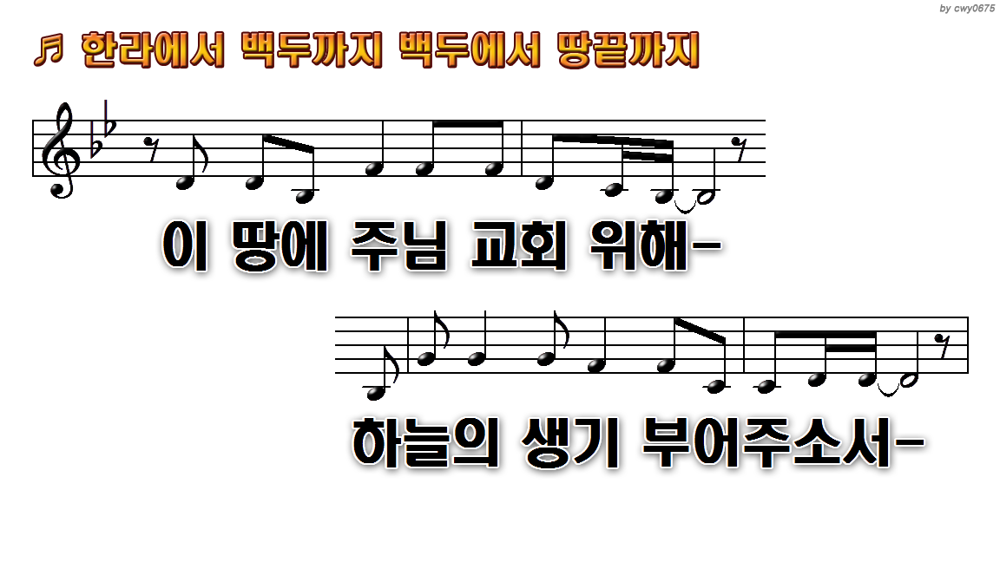 by cwy0675
♬ 한라에서 백두까지 백두에서 땅끝까지
이 땅에 주님 교회 위해-
하늘의 생기 부어주소서-